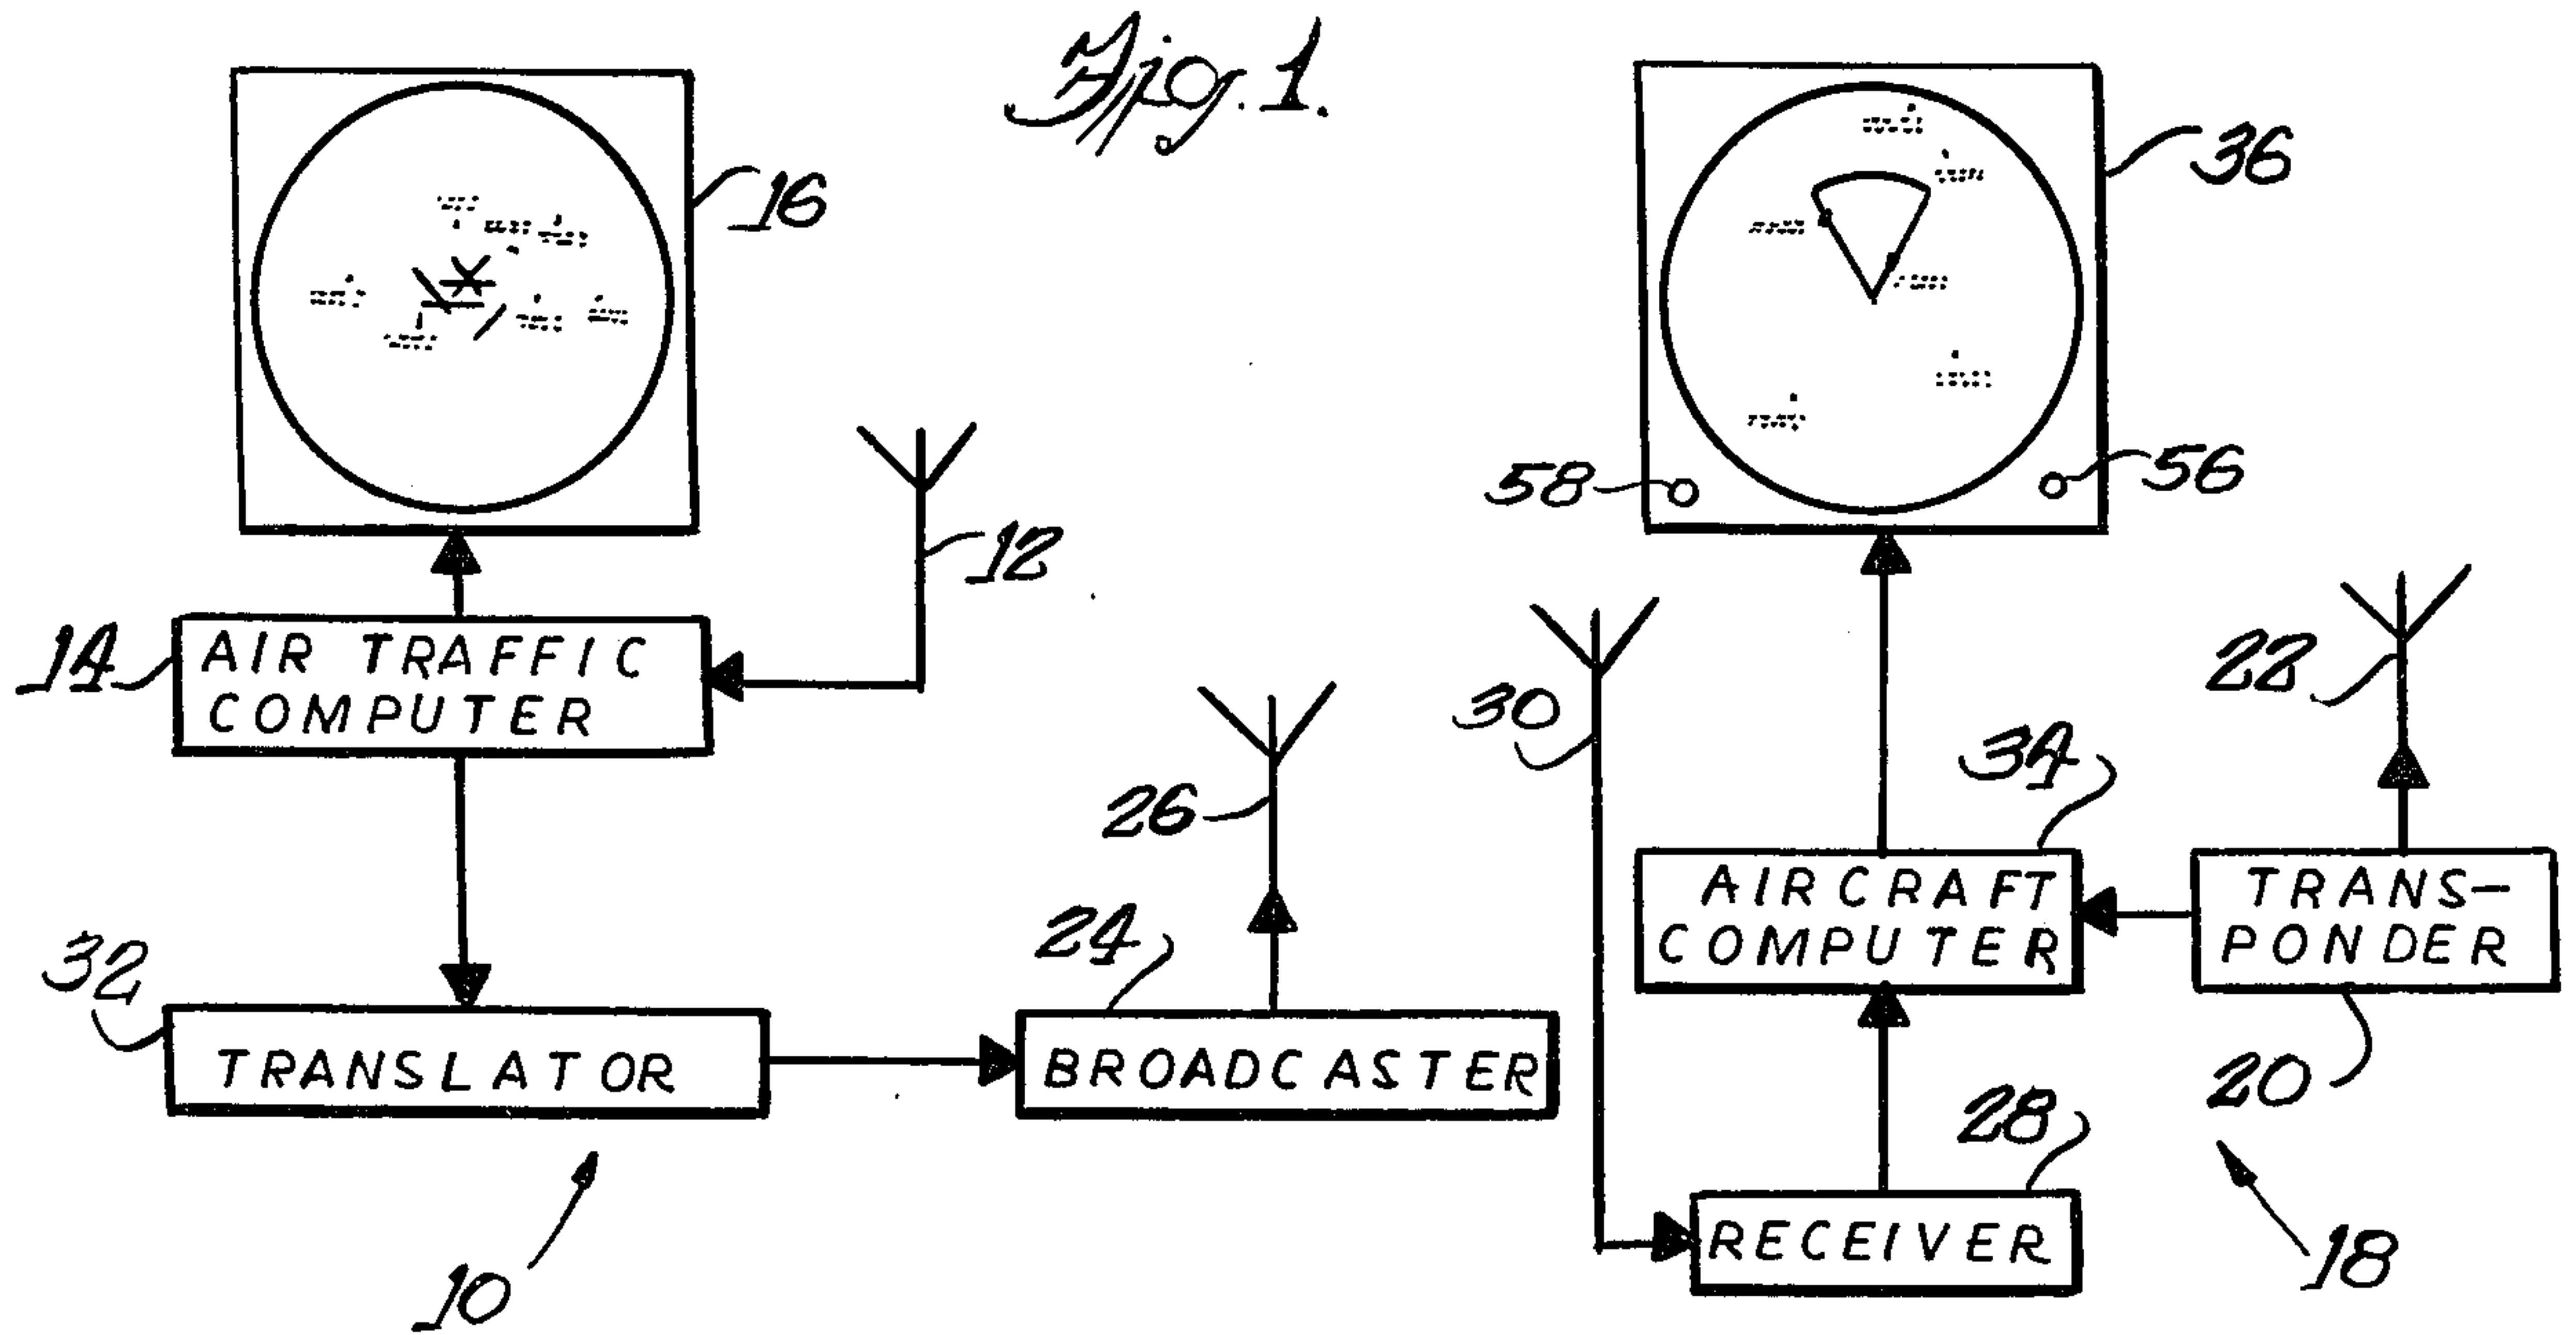 Fig. 1.
16
36
58
56
12
14
AIR TRAFFIC
COMPUTER
30
22
26
34
32
24
TRANSLATOR
BROADCASTER
AIRCRAFT
COMPUTER
TRANS-
PONDER
20
28
RECEIVER
10
18